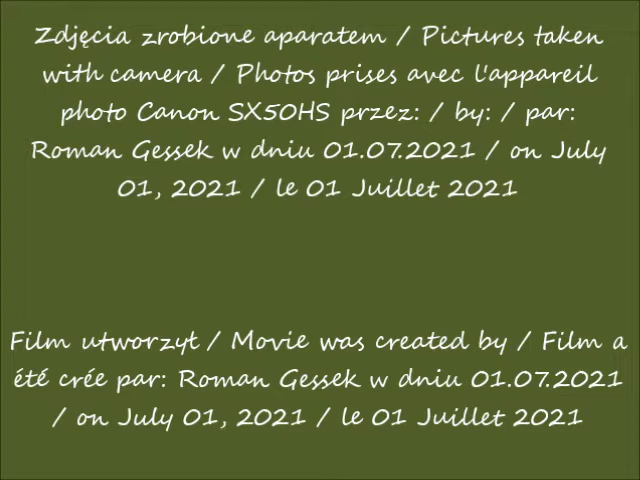 Zdjęcia zrobione aparatem / Pictures taken
with camera / Photos prises avec l'appareil
photo Canon SX50HS przez: / by: / par:
Roman Gessek w dniu 01.07.2021 / on July
01, 2021 / le 01 Juillet 2021
Film utworzył / Movie was created by / Film a
été crée par: Roman Gessek w dniu 01.07.2021
/ on July 01, 2021 / le 01 Juillet 2021